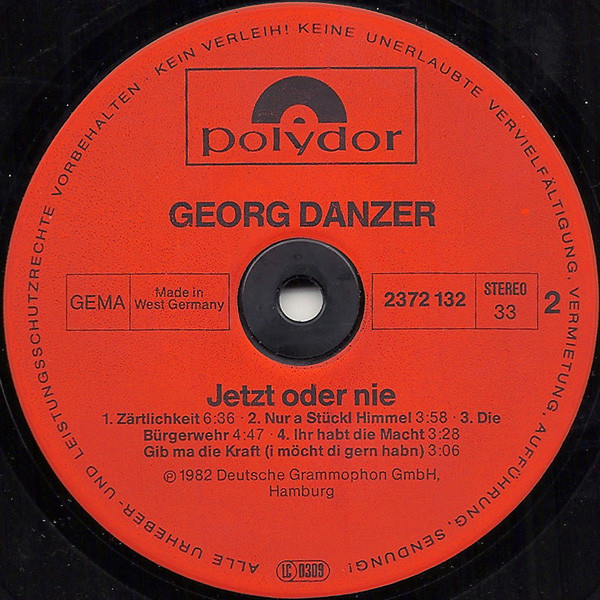 ALLE URHEBER- UND LEISTUNGSSCHUTZRECHTE VORBEHALTEN · KEIN VERLEIH! KEINE UNERLAUBTE VERVIELFÄLTIGUNG, VERMIETUNG, AUFFÜHRUNG, SENDUNG!
polydor
GEORG DANZER
GEMA
Made in
West Germany
2372 132
STEREO
33
2
Jetzt oder nie
1. Zärtlichkeit 6:36 · 2. Nur a Stückl Himmel 3:58 · 3. Die
Bürgerwehr 4:47 · 4. Ihr habt die Macht 3:28
Gib ma die Kraft (i möcht di gern habn) 3:06
℗ 1982 Deutsche Grammophon GmbH,
Hamburg
LC 0309